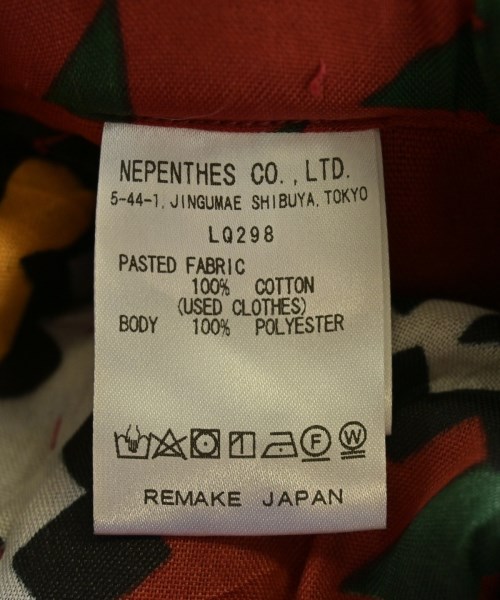 NEPENTHES CO.,LTD.
5-44-1, JINGUMAE SHIBUYA, TOKYO
LQ298
PASTED FABRIC
100% COTTON
(USED CLOTHES)
BODY 100% POLYESTER
F W
REMAKE JAPAN